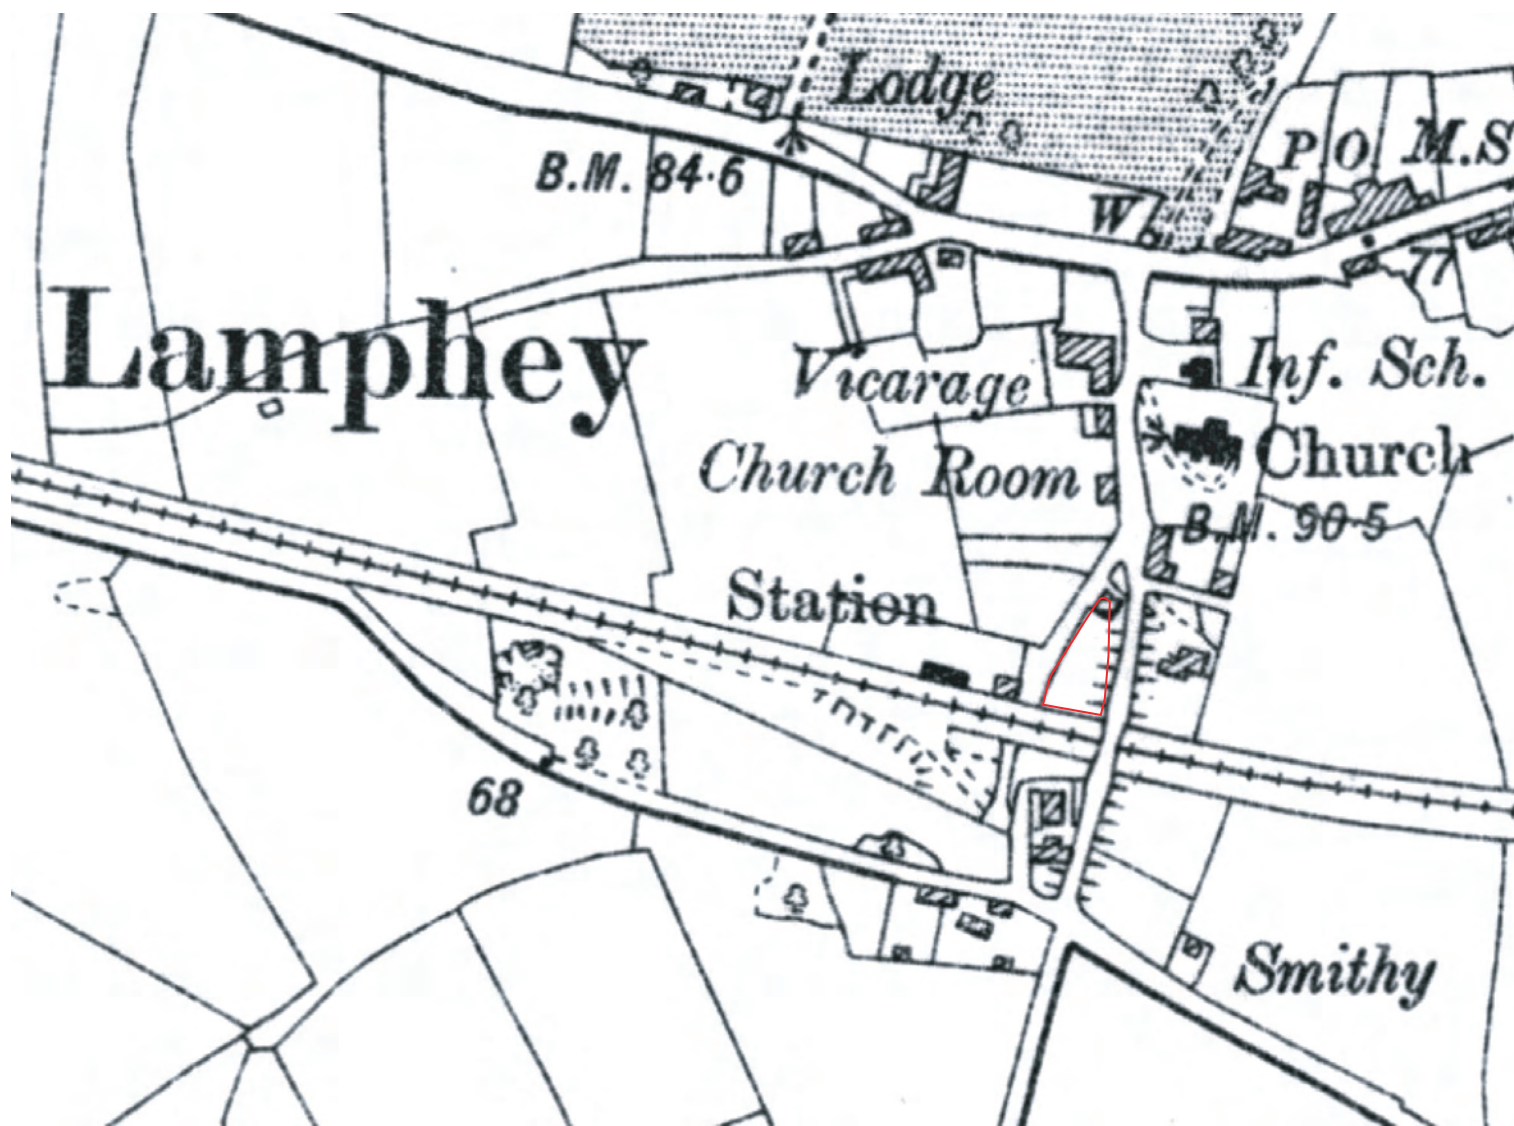 Lodge
P.O. M.S
B.M. 84·6
W
77
Lamphey
Vicarage
Inf. Sch.
Church Room
Church
B.M. 90·5
Station
68
Smithy